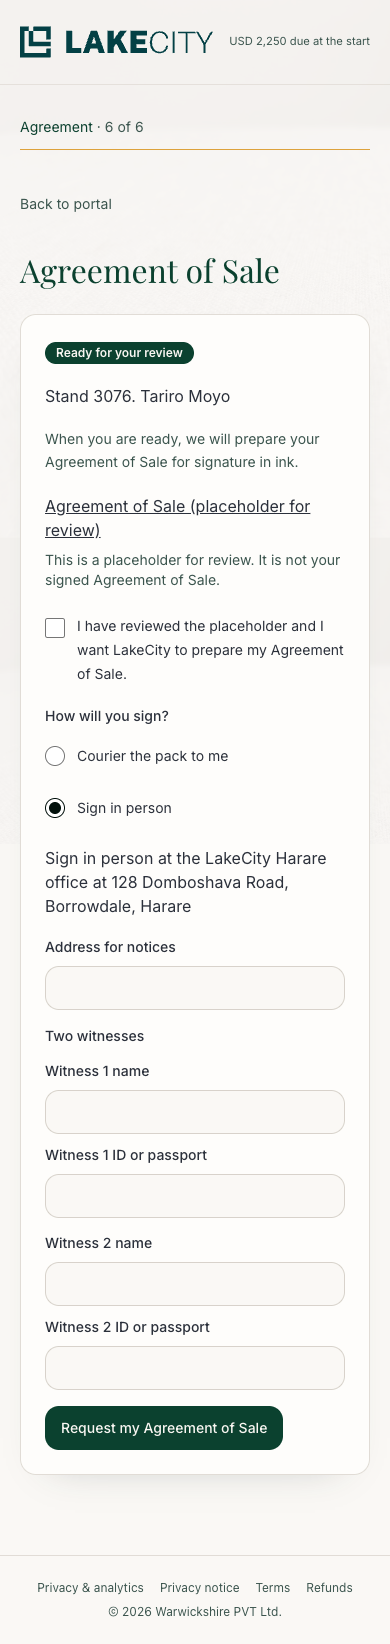 LAKECITY
USD 2,250 due at the start
Agreement · 6 of 6
Back to portal
Agreement of Sale
Ready for your review
Stand 3076. Tariro Moyo
When you are ready, we will prepare your
Agreement of Sale for signature in ink.
Agreement of Sale (placeholder for
review)
This is a placeholder for review. It is not your
signed Agreement of Sale.
I have reviewed the placeholder and I
want LakeCity to prepare my Agreement
of Sale.
How will you sign?
Courier the pack to me
Sign in person
Sign in person at the LakeCity Harare
office at 128 Domboshava Road,
Borrowdale, Harare
Address for notices
Two witnesses
Witness 1 name
Witness 1 ID or passport
Witness 2 name
Witness 2 ID or passport
Request my Agreement of Sale
Privacy & analytics Privacy notice Terms Refunds
© 2026 Warwickshire PVT Ltd.